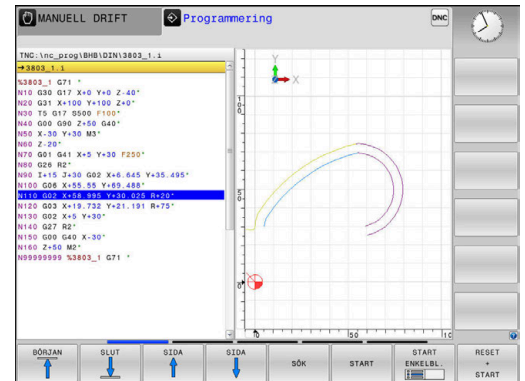 MANUELL DRIFT
Programmering
DNC
TNC:\nc_prog\BHB\DIN\3803_1.i
→3803_1.i
%3803_1 G71 *
N10 G30 G17 X+0 Y+0 Z-40*
N20 G31 X+100 Y+100 Z+0*
N30 T5 G17 S500 F100*
N40 G00 G90 Z+50 G40*
N50 X-30 Y+30 M3*
N60 Z-20*
N70 G01 G41 X+5 Y+30 F250*
N80 G26 R2*
N90 I+15 J+30 G02 X+6.645 Y+35.495*
N100 G06 X+55.55 Y+69.488*
N110 G02 X+58.995 Y+30.025 R+20*
N120 G03 X+19.732 Y+21.191 R+75*
N130 G02 X+5 Y+30*
N140 G27 R2*
N150 G00 G40 X-30*
N160 Z+50 M2*
N99999999 %3803_1 G71 *
Y
X
100
50
0
0
50
BÖRJAN
SLUT
SIDA
SIDA
SÖK
START
START ENKELBL.
RESET + START